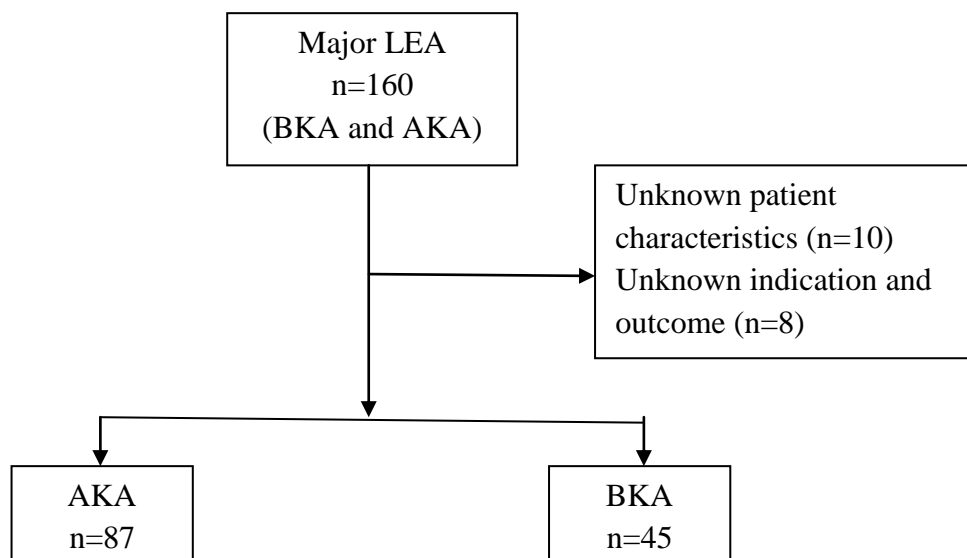 Major LEA
n=160
(BKA and AKA)
Unknown patient
characteristics (n=10)
Unknown indication and
outcome (n=8)
AKA
n=87
BKA
n=45